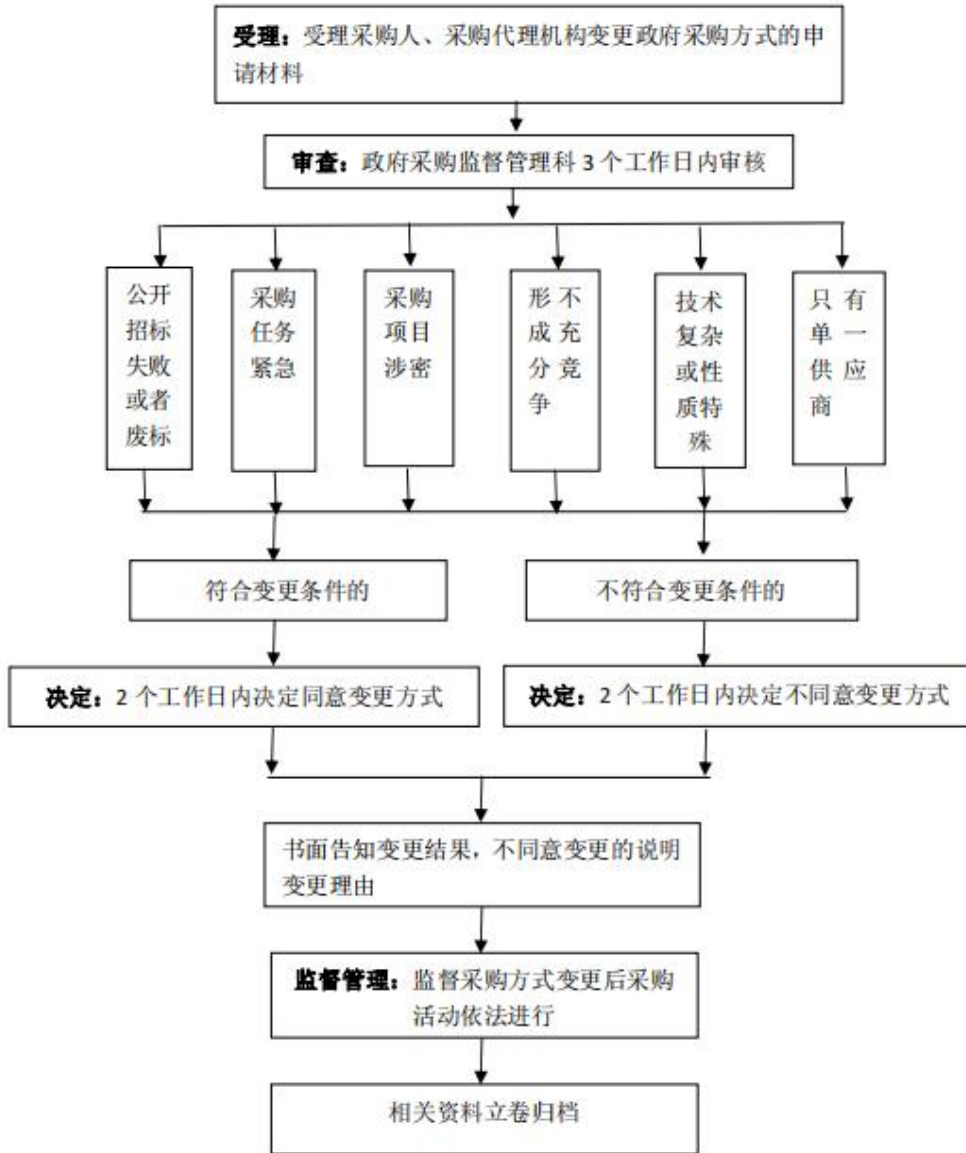 受理：受理采购人、采购代理机构变更政府采购方式的申
请材料
审查：政府采购监督管理科 3 个工作日内审核
公开
招标
失败
或者
废标
采购
任务
紧急
采购
项目
涉密
形 不
成 充
分 竞
争
技术
复杂
或性
质特
殊
只 有
单 一
供 应
商
符合变更条件的
不符合变更条件的
决定：2 个工作日内决定同意变更方式
决定：2 个工作日内决定不同意变更方式
书面告知变更结果，不同意变更的说明
变更理由
监督管理：监督采购方式变更后采购
活动依法进行
相关资料立卷归档